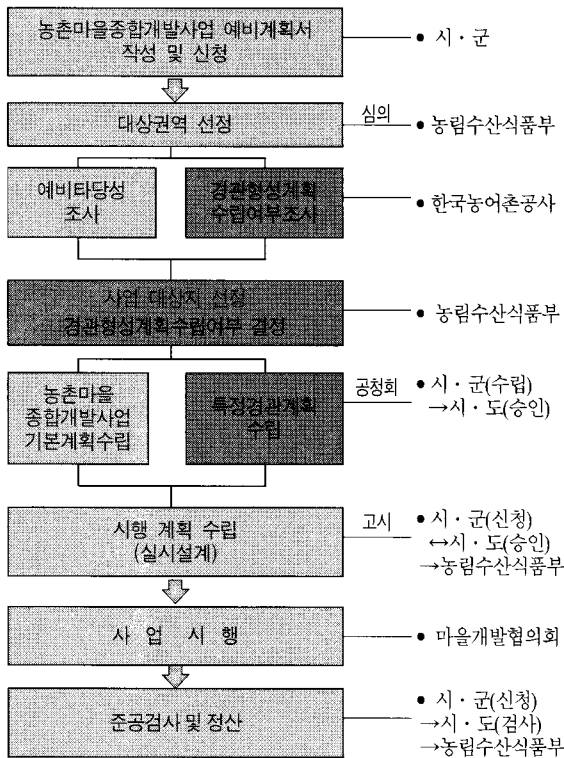 농촌마을종합개발사업 예비계획서
작성 및 신청
● 시 · 군
대상권역 선정
심의
● 농림수산식품부
예비타당성
조사
경관형성계획
수립여부조사
● 한국농어촌공사
사업 대상지 선정
경관형성계획수립여부 결정
● 농림수산식품부
농촌마을
종합개발사업
기본계획수립
특정경관계획
수립
공청회
● 시 · 군(수립)
→시 · 도(승인)
시행 계획 수립
(실시설계)
고시
● 시 · 군(신청)
↔시 · 도(승인)
→농림수산식품부
사 업 시 행
● 마을개발협의회
준공검사 및 정산
● 시 · 군(신청)
→시 · 도(검사)
→농림수산식품부